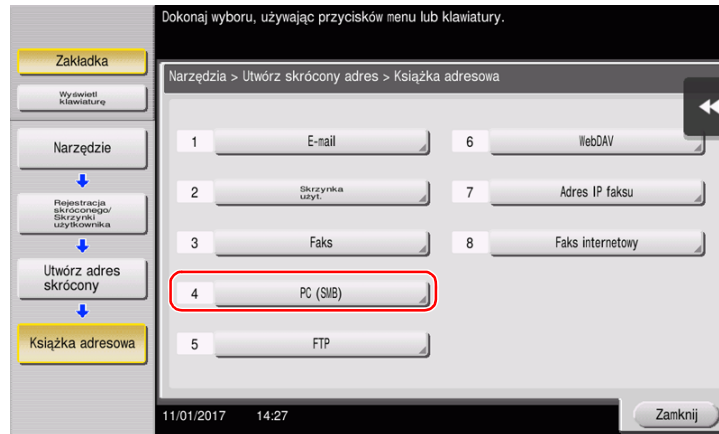 Dokonaj wyboru, używając przycisków menu lub klawiatury.
Zakładka
Wyświetl
klawiaturę
Narzędzie
Rejestracja
skróconego/
Skrzynki
użytkownika
Utwórz adres
skrócony
Książka adresowa
Narzędzia > Utwórz skrócony adres > Książka adresowa
1 E-mail
2 Skrzynka
użyt.
3 Faks
4 PC (SMB)
5 FTP
6 WebDAV
7 Adres IP faksu
8 Faks internetowy
11/01/2017 14:27
Zamknij